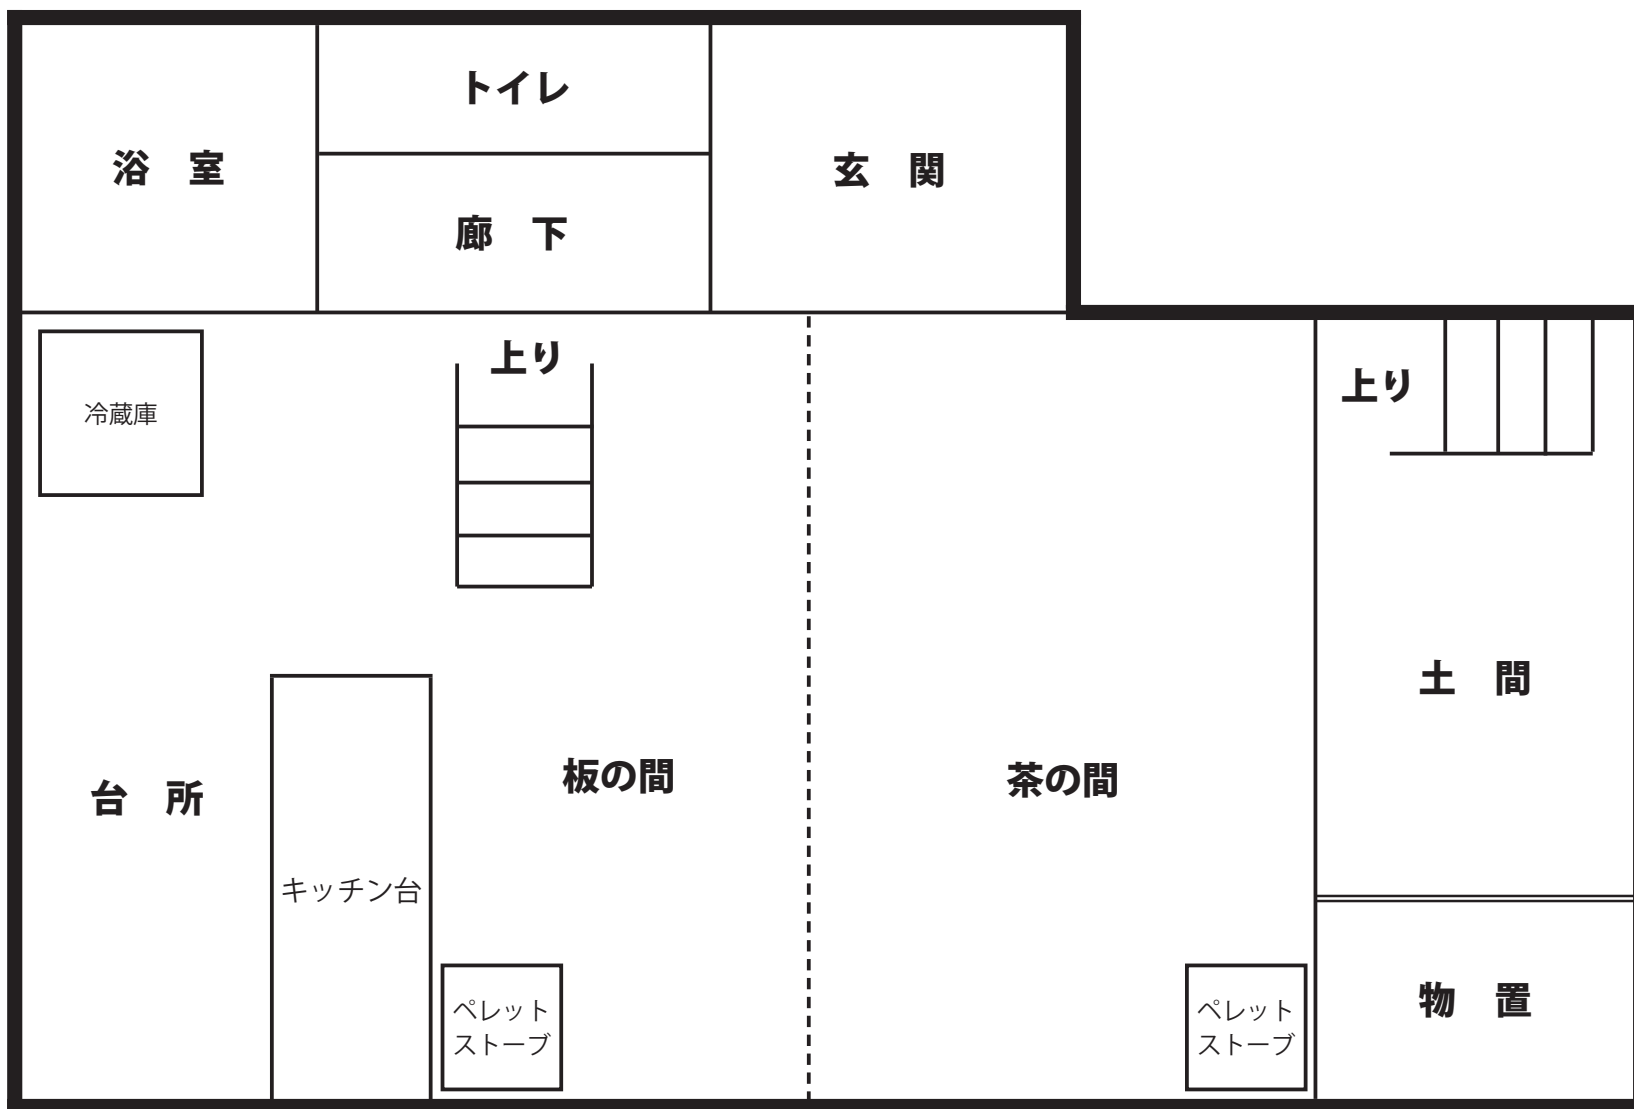 トイレ
浴　室
玄　関
廊　下
上り
上り
冷蔵庫
土　間
板の間
茶の間
台　所
キッチン台
物　置
ペレット
ストーブ
ペレット
ストーブ